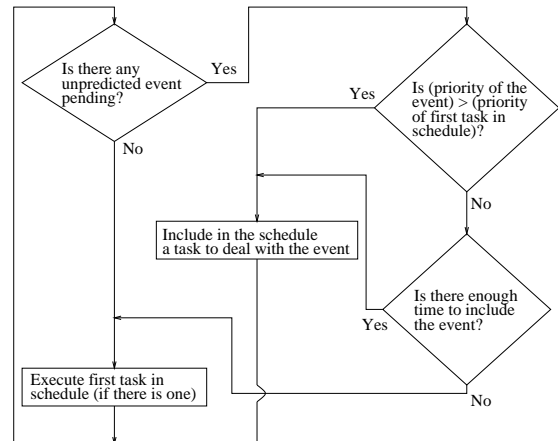 Is there any
unpredicted event
pending?
Yes
No
Is (priority of the
event) > (priority
of first task in
schedule)?
Yes
No
Include in the schedule
a task to deal with the event
Is there enough
time to include
the event?
Yes
No
Execute first task in
schedule (if there is one)